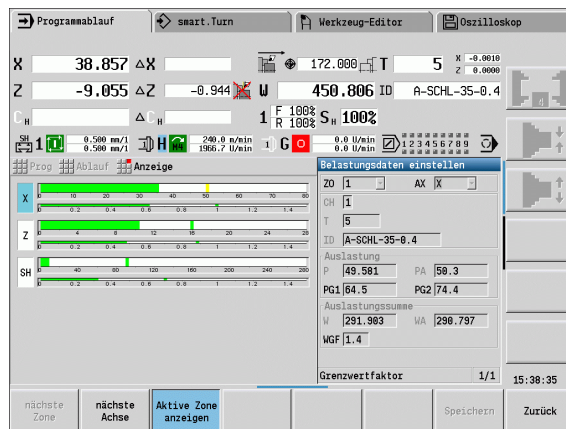 Programmablauf smart.Turn Werkzeug-Editor Oszilloskop
X 38.857 ΔX 172.000 T 5 X -0.0010
Z 0.0000
Z -9.055 ΔZ -0.944 U 450.806 ID A-SCHL-35-0.4
C H ΔC H 1 F 100% R 100% S H 100%
SH 1 0.500 mm/1 0.500 mm/1 H 240.0 m/min 1966.7 U/min 1 G 0.0 U/min 0.0 U/min 123456789
Prog Ablauf Anzeige
Belastungsdaten einstellen
X
0 10 20 30 40 50 60 70 80
0 0.2 0.4 0.6 0.8 1 1.2 1.4
Z
0 4 8 12 16 20 24 28
0 0.2 0.4 0.6 0.8 1 1.2 1.4
SH
0 40 80 120 160 200 240 280
0 0.2 0.4 0.6 0.8 1 1.2 1.4
ZO 1 AX X
CH 1
T 5
ID A-SCHL-35-0.4
Auslastung
P 49.581 PA 50.3
PG1 64.5 PG2 74.4
Auslastungssumme
W 291.903 WA 290.797
WGF 1.4
Grenzwertfaktor 1/1
15:38:35
nächste Zone
nächste Achse
Aktive Zone anzeigen
Speichern
Zurück